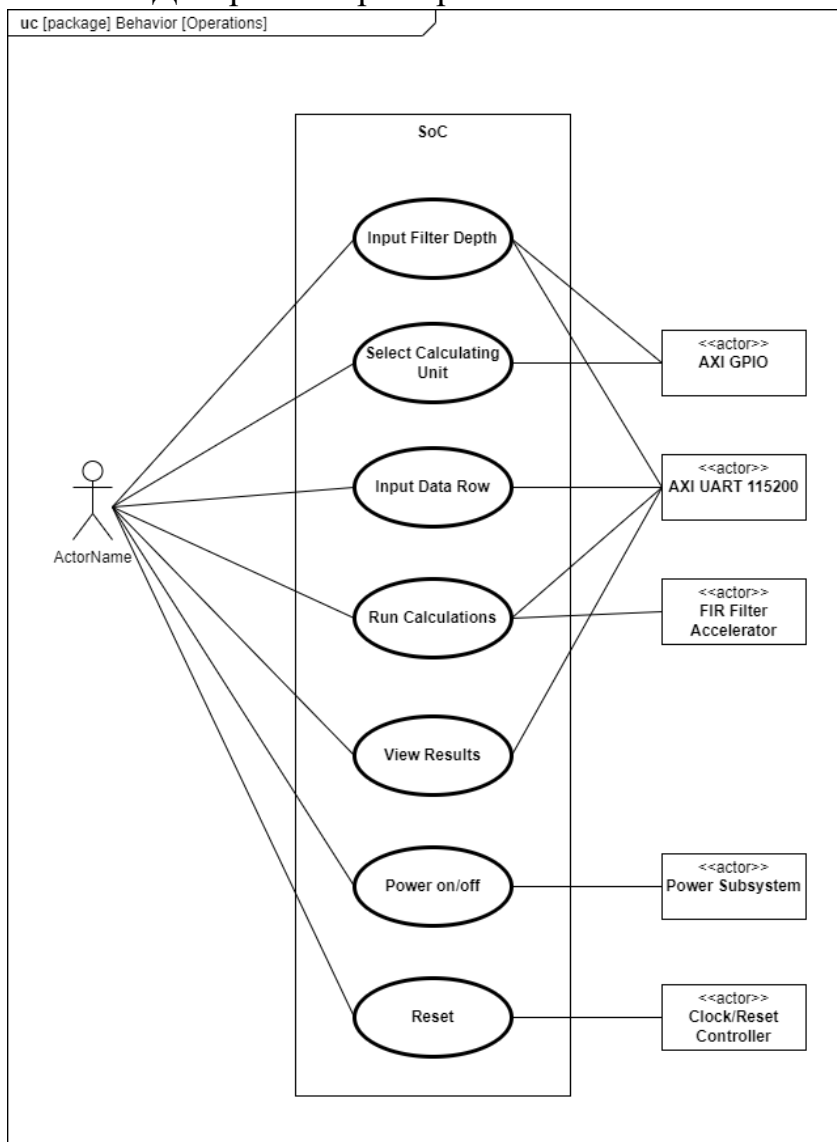 uc [package] Behavior [Operations]
SoC
Input Filter Depth
Select Calculating
Unit
<<actor>>
AXI GPIO
Input Data Row
<<actor>>
AXI UART 115200
ActorName
Run Calculations
<<actor>>
FIR Filter
Accelerator
View Results
Power on/off
<<actor>>
Power Subsystem
Reset
<<actor>>
Clock/Reset
Controller